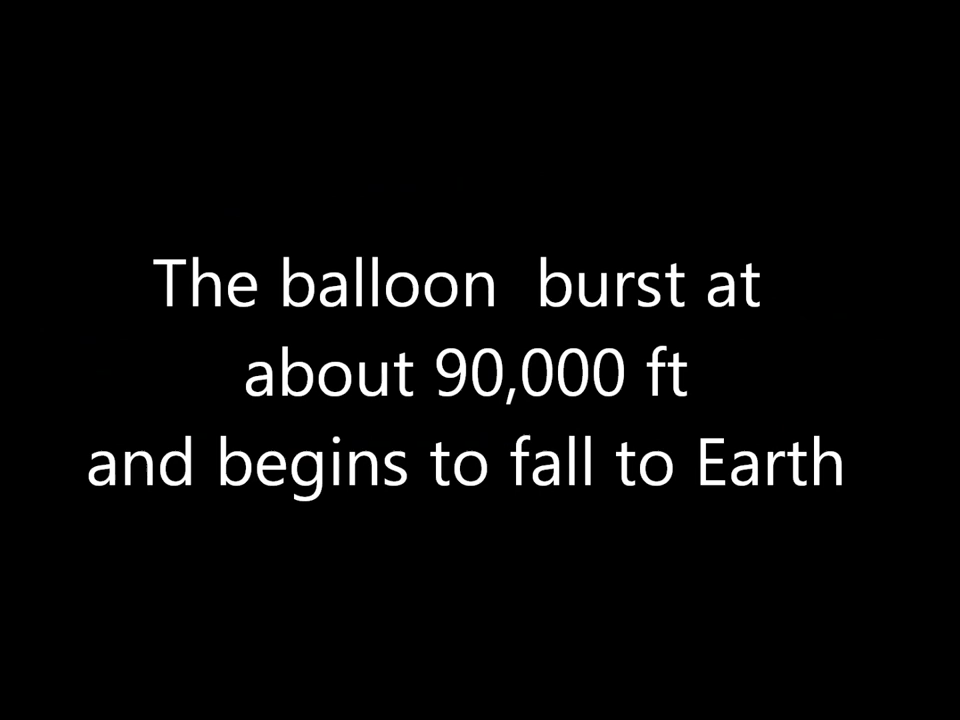 The balloon  burst at
about 90,000 ft
and begins to fall to Earth